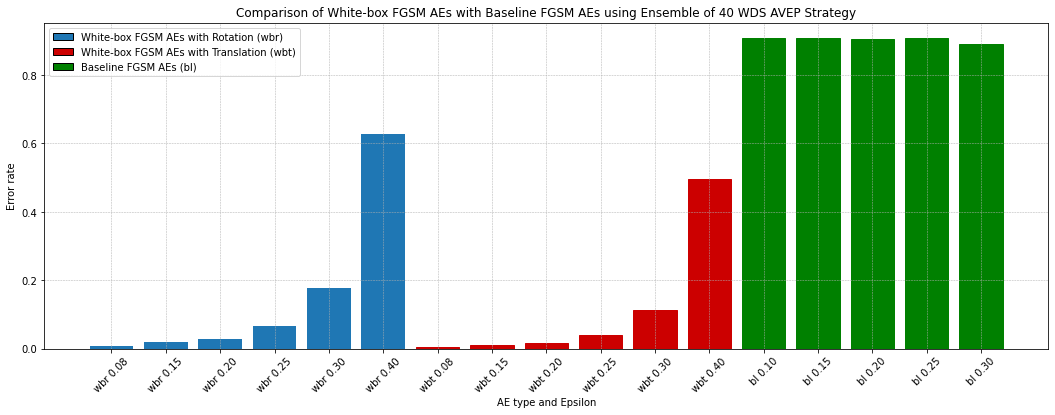 Comparison of White-box FGSM AEs with Baseline FGSM AEs using Ensemble of 40 WDS AVEP Strategy
White-box FGSM AEs with Rotation (wbr)
White-box FGSM AEs with Translation (wbt)
Baseline FGSM AEs (bl)
Error rate
0.8
0.6
0.4
0.2
0.0
wbr 0.08
wbr 0.15
wbr 0.20
wbr 0.25
wbr 0.30
wbr 0.40
wbt 0.08
wbt 0.15
wbt 0.20
wbt 0.25
wbt 0.30
wbt 0.40
bl 0.10
bl 0.15
bl 0.20
bl 0.25
bl 0.30
AE type and Epsilon